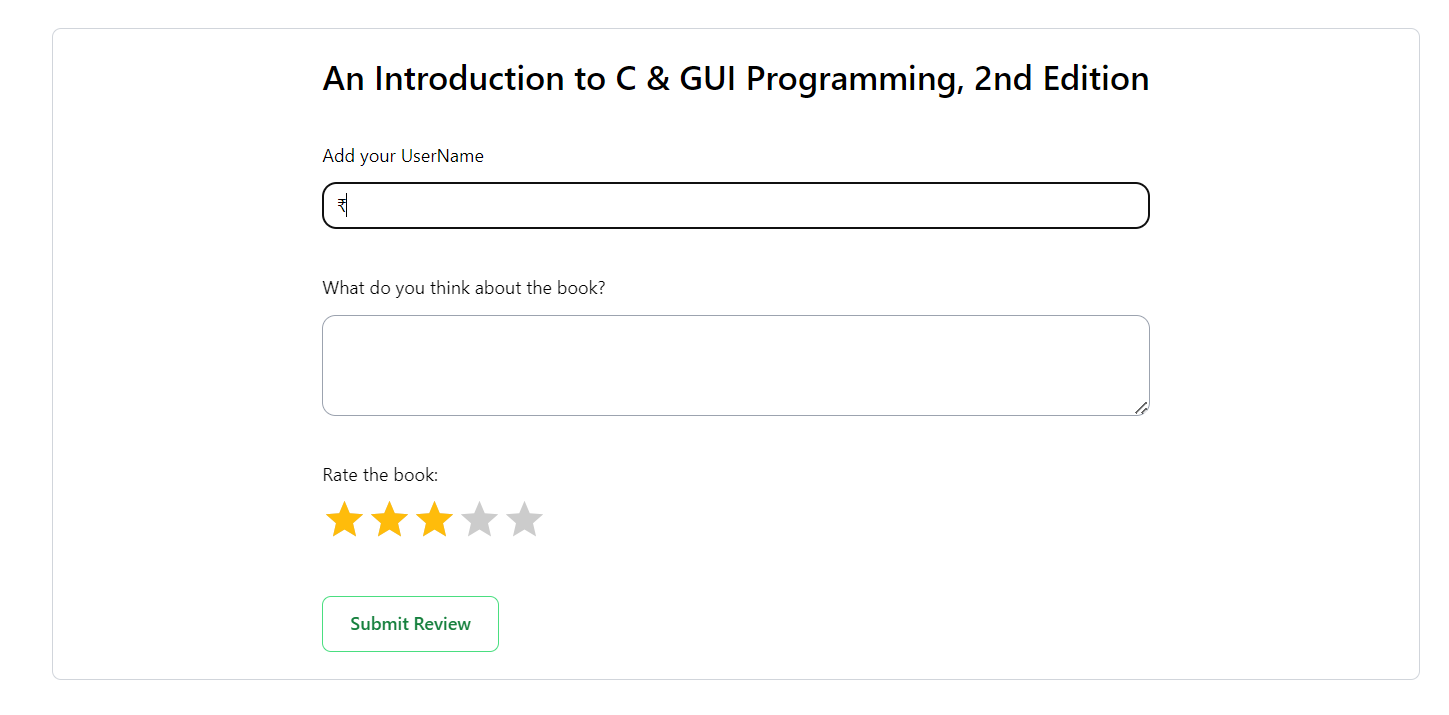 An Introduction to C & GUI Programming, 2nd Edition
Add your UserName
₹
What do you think about the book?
Rate the book:
Submit Review